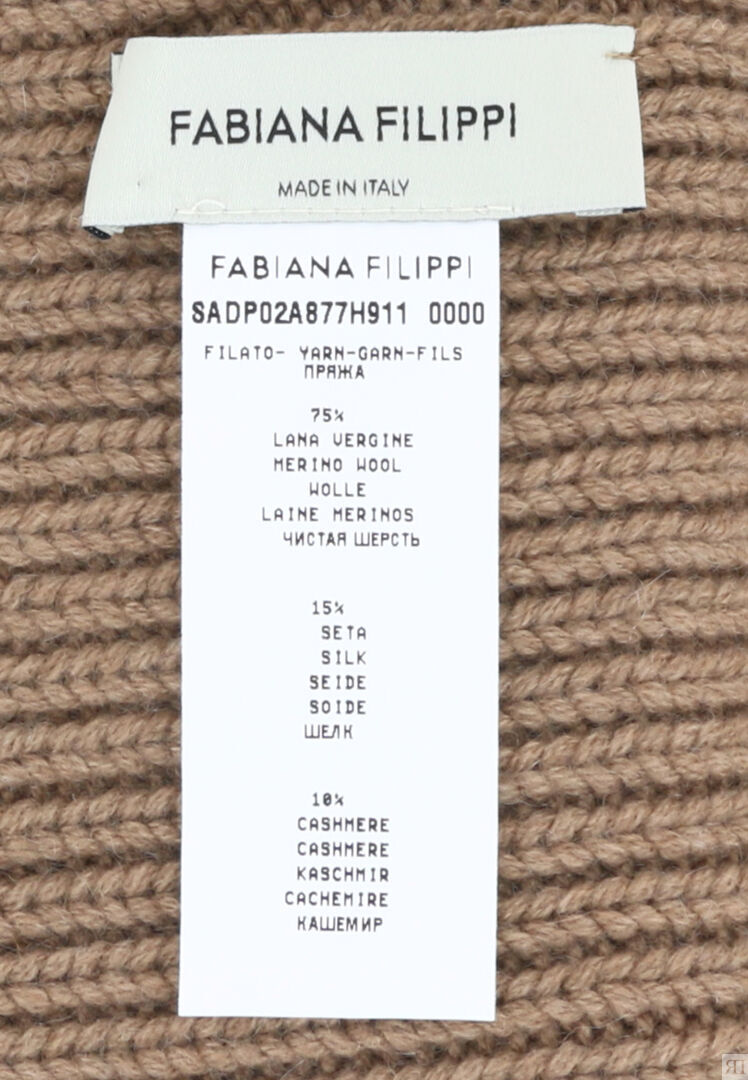 FABIANA FILIPPI
MADE IN ITALY
FABIANA FILIPPI
SADP02A877H911 0000
FILATO- YARN-GARN-FILS
ПРЯЖА
75%
LANA VERGINE
MERINO WOOL
WOLLE
LAINE MERINOS
ЧИСТАЯ ШЕРСТЬ
15%
SETA
SILK
SEIDE
SOIDE
ШЕЛК
10%
CASHMERE
CASHMERE
KASCHMIR
CACHEMIRE
КАШЕМИР